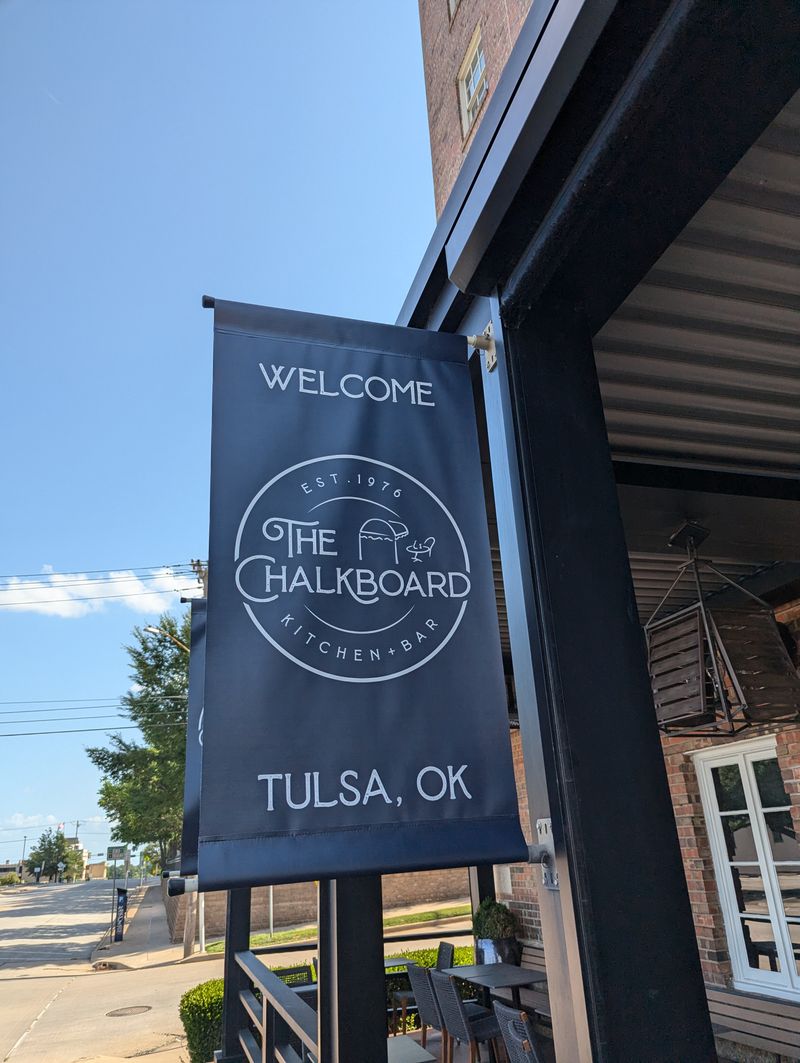 WELCOME
EST. 1976
THE
CHALKBOARD
KITCHEN + BAR
TULSA, OK